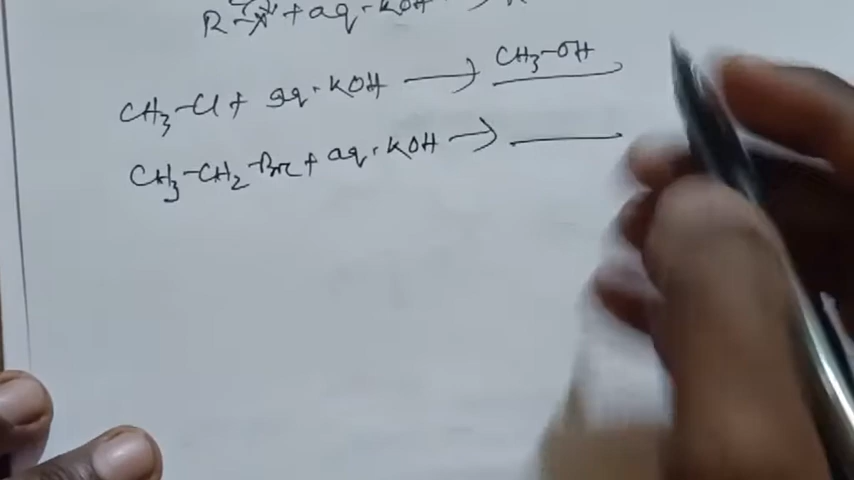 R-X + aq. KOH
CH3-Cl + aq. KOH → CH3-OH
CH3-CH2-Br + aq. KOH →